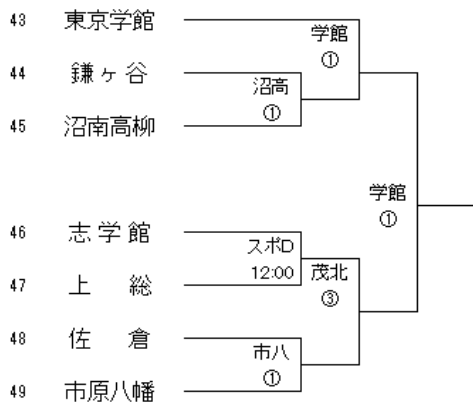 43 東京学館
学館
①
44 鎌ヶ谷
沼高
①
45 沼南高柳
学館
①
46 志学館
スポD
12:00
47 上 総
茂北
③
48 佐 倉
市八
①
49 市原八幡